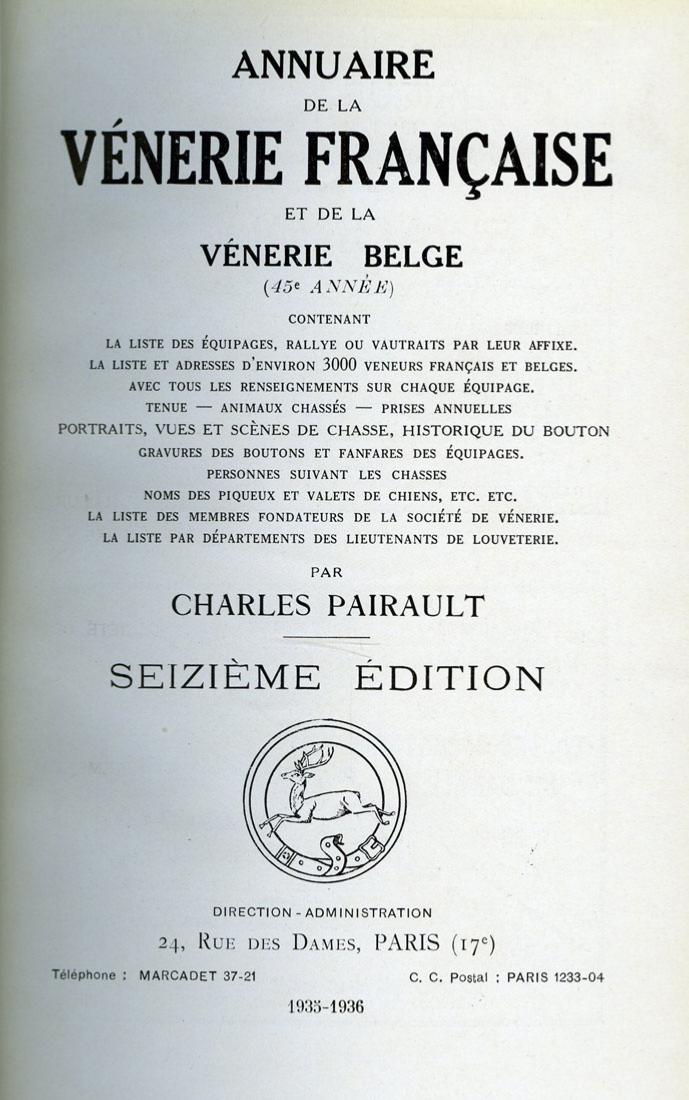 ANNUAIRE
DE LA
VÉNERIE FRANÇAISE
ET DE LA
VÉNERIE BELGE
(45e ANNÉE)
CONTENANT
LA LISTE DES ÉQUIPAGES, RALLYE OU VAUTRAITS PAR LEUR AFFIXE.
LA LISTE ET ADRESSES D'ENVIRON 3000 VENEURS FRANÇAIS ET BELGES.
AVEC TOUS LES RENSEIGNEMENTS SUR CHAQUE ÉQUIPAGE.
TENUE — ANIMAUX CHASSÉS — PRISES ANNUELLES
PORTRAITS, VUES ET SCÈNES DE CHASSE, HISTORIQUE DU BOUTON
GRAVURES DES BOUTONS ET FANFARES DES ÉQUIPAGES.
PERSONNES SUIVANT LES CHASSES
NOMS DES PIQUEUX ET VALETS DE CHIENS, ETC. ETC.
LA LISTE DES MEMBRES FONDATEURS DE LA SOCIÉTÉ DE VÉNERIE.
LA LISTE PAR DÉPARTEMENTS DES LIEUTENANTS DE LOUVETERIE.
PAR
CHARLES PAIRAULT
SEIZIÈME ÉDITION
DIRECTION-ADMINISTRATION
24, RUE DES DAMES, PARIS (17e)
Téléphone : MARCADET 37-21 C. C. Postal : PARIS 1233-04
1935-1936